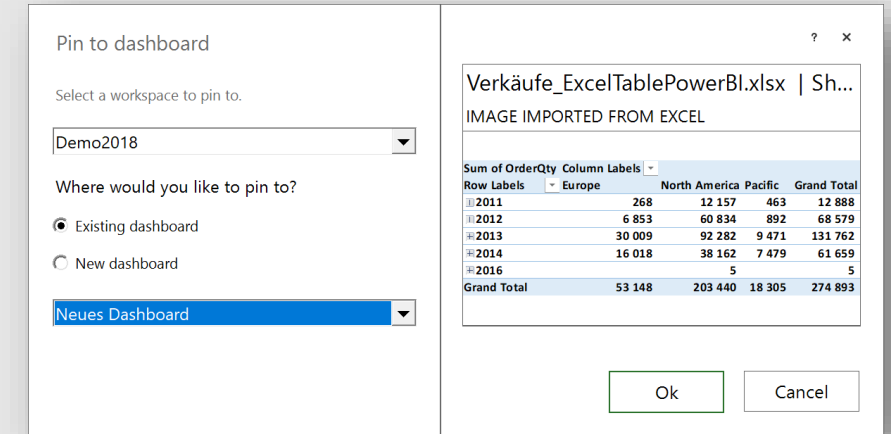 Pin to dashboard
? ×
Select a workspace to pin to.
Demo2018
Where would you like to pin to?
Existing dashboard
New dashboard
Neues Dashboard
Verkäufe_ExcelTablePowerBI.xlsx | Sh...
IMAGE IMPORTED FROM EXCEL
Sum of OrderQty Column Labels
Row Labels Europe North America Pacific Grand Total
2011 268 12 157 463 12 888
2012 6 853 60 834 892 68 579
2013 30 009 92 282 9 471 131 762
2014 16 018 38 162 7 479 61 659
2016 5 5
Grand Total 53 148 203 440 18 305 274 893
Ok Cancel